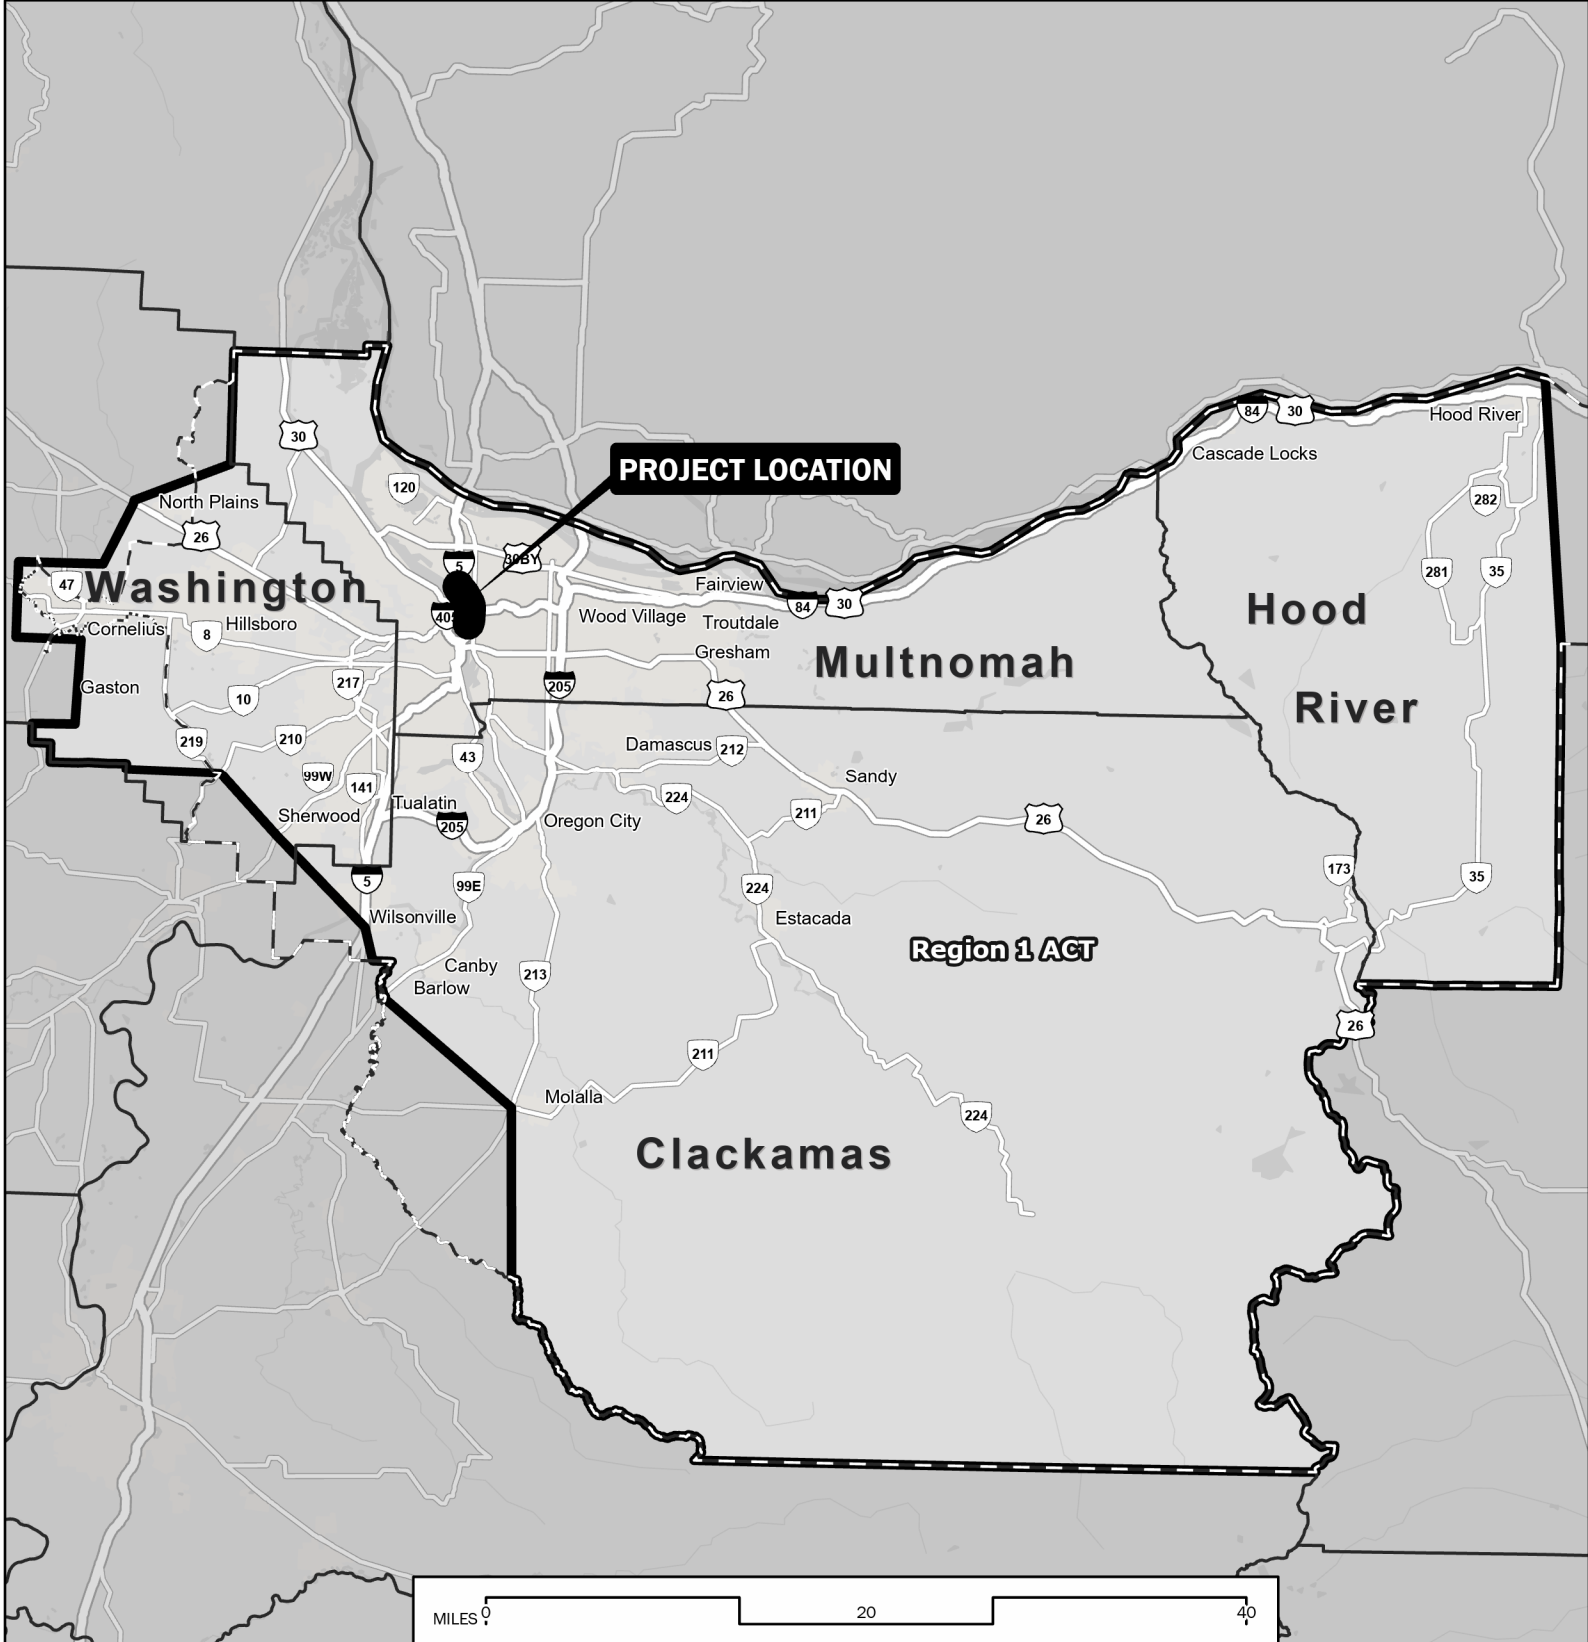 84
30
Hood River
30
Cascade Locks
PROJECT LOCATION
120
282
North Plains
26
5
30BY
281
35
47
Washington
Fairview
84
30
Hood
405
Wood Village
Troutdale
Cornelius
8
Hillsboro
Gresham
Multnomah
Gaston
217
205
26
River
10
219
210
43
Damascus
212
99W
141
Sandy
224
211
26
Sherwood
Tualatin
205
Oregon City
5
99E
224
173
35
Wilsonville
Estacada
Region 1 ACT
Canby
Barlow
213
26
211
Molalla
224
Clackamas
MILES 0 20 40